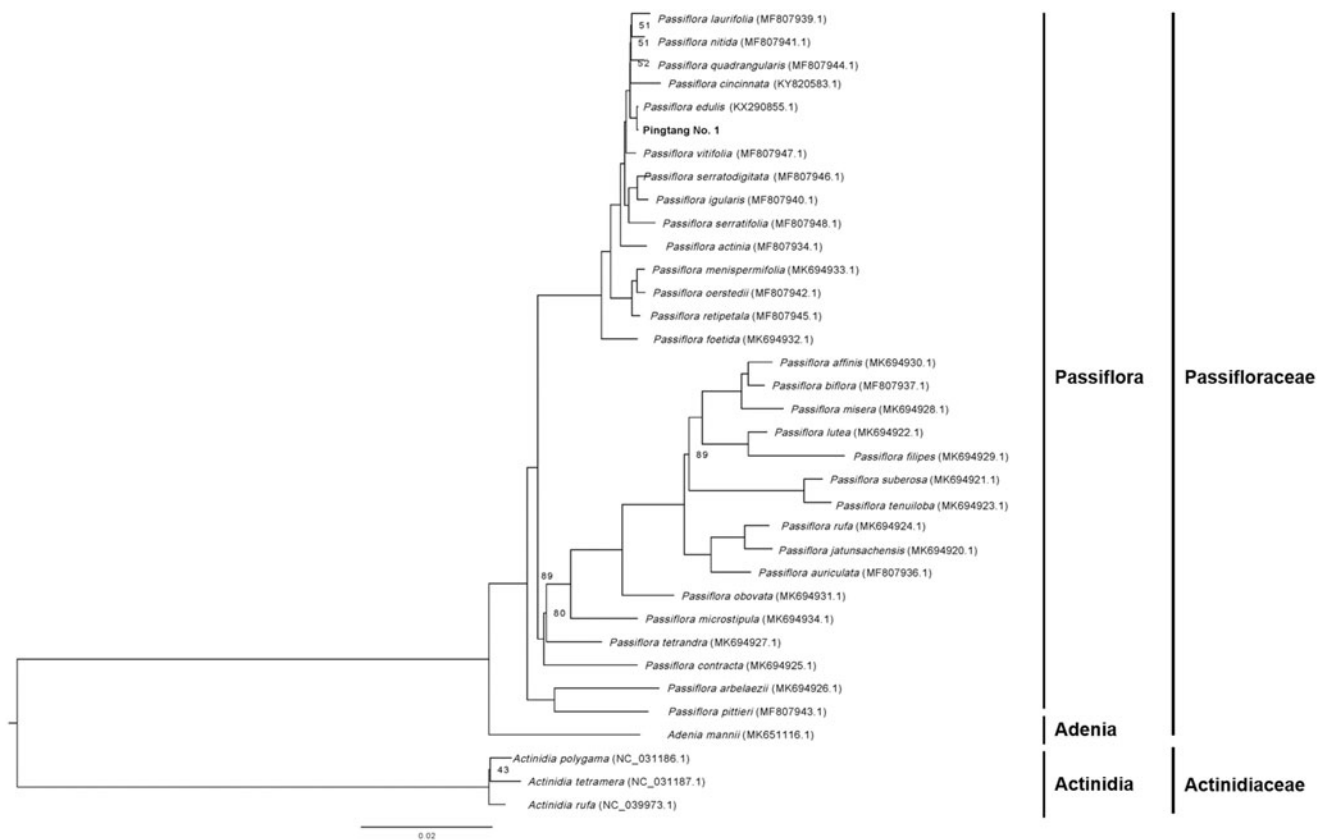 Passiflora laurifolia (MF807939.1)
51
Passiflora nitida (MF807941.1)
51
Passiflora quadrangularis (MF807944.1)
52
Passiflora cincinnata (KY820583.1)
Passiflora edulis (KX290855.1)
Pingtang No. 1
Passiflora vitifolia (MF807947.1)
Passiflora serratodigitata (MF807946.1)
Passiflora igularis (MF807940.1)
Passiflora serratifolia (MF807948.1)
Passiflora actinia (MF807934.1)
Passiflora menispermifolia (MK694933.1)
Passiflora oerstedii (MF807942.1)
Passiflora retipetala (MF807945.1)
Passiflora foetida (MK694932.1)
Passiflora affinis (MK694930.1)
Passiflora Passifloraceae
Passiflora biflora (MF807937.1)
Passiflora misera (MK694928.1)
Passiflora lutea (MK694922.1)
89
Passiflora filipes (MK694929.1)
Passiflora suberosa (MK694921.1)
Passiflora tenuiloba (MK694923.1)
Passiflora rufa (MK694924.1)
Passiflora jatunsachensis (MK694920.1)
Passiflora auriculata (MF807936.1)
89
Passiflora obovata (MK694931.1)
80
Passiflora microstipula (MK694934.1)
Passiflora tetrandra (MK694927.1)
Passiflora contracta (MK694925.1)
Passiflora arbelaezii (MK694926.1)
Passiflora pittieri (MF807943.1)
Adenia mannii (MK651116.1)
Adenia
Actinidia polygama (NC_031186.1)
43
Actinidia tetramera (NC_031187.1)
Actinidia Actinidiaceae
Actinidia rufa (NC_039973.1)
0.02